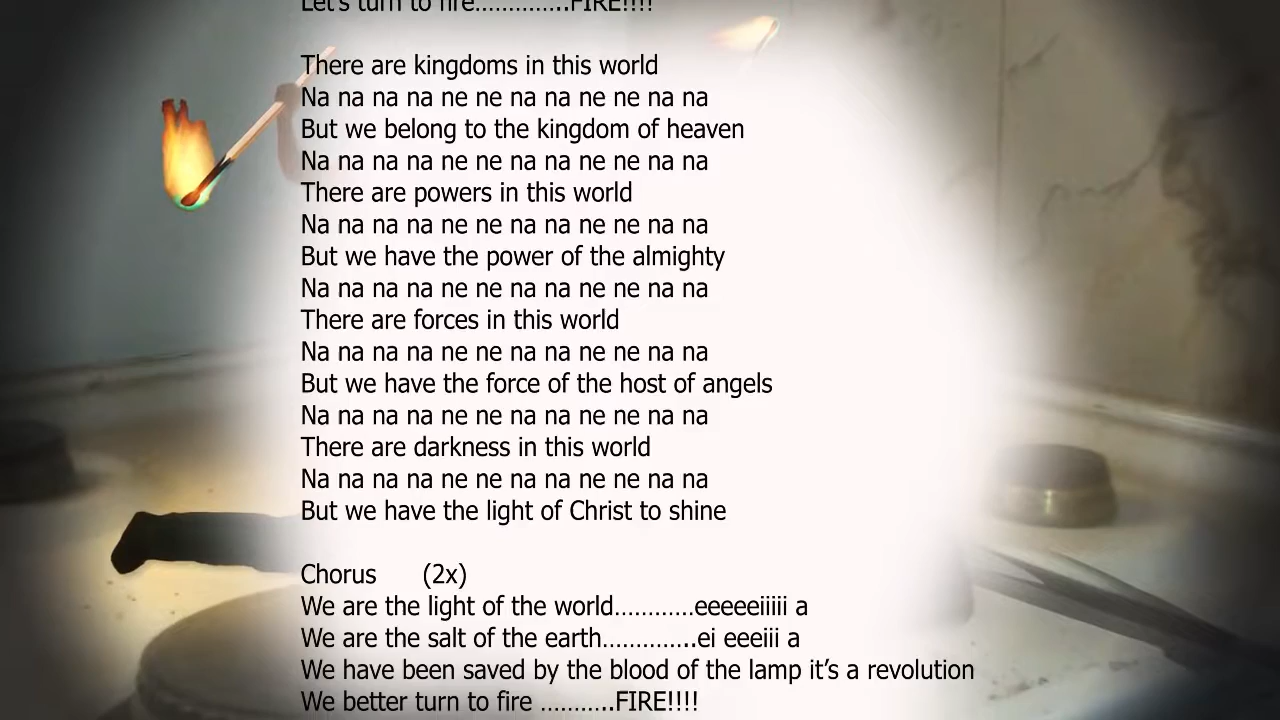 Let's turn to fire…………..FIRE!!!!
There are kingdoms in this world
Na na na na ne ne na na ne ne na na
But we belong to the kingdom of heaven
Na na na na ne ne na na ne ne na na
There are powers in this world
Na na na na ne ne na na ne ne na na
But we have the power of the almighty
Na na na na ne ne na na ne ne na na
There are forces in this world
Na na na na ne ne na na ne ne na na
But we have the force of the host of angels
Na na na na ne ne na na ne ne na na
There are darkness in this world
Na na na na ne ne na na ne ne na na
But we have the light of Christ to shine
Chorus (2x)
We are the light of the world…………eeeeeiiiii a
We are the salt of the earth…………..ei eeeiii a
We have been saved by the blood of the lamp it’s a revolution
We better turn to fire ………..FIRE!!!!